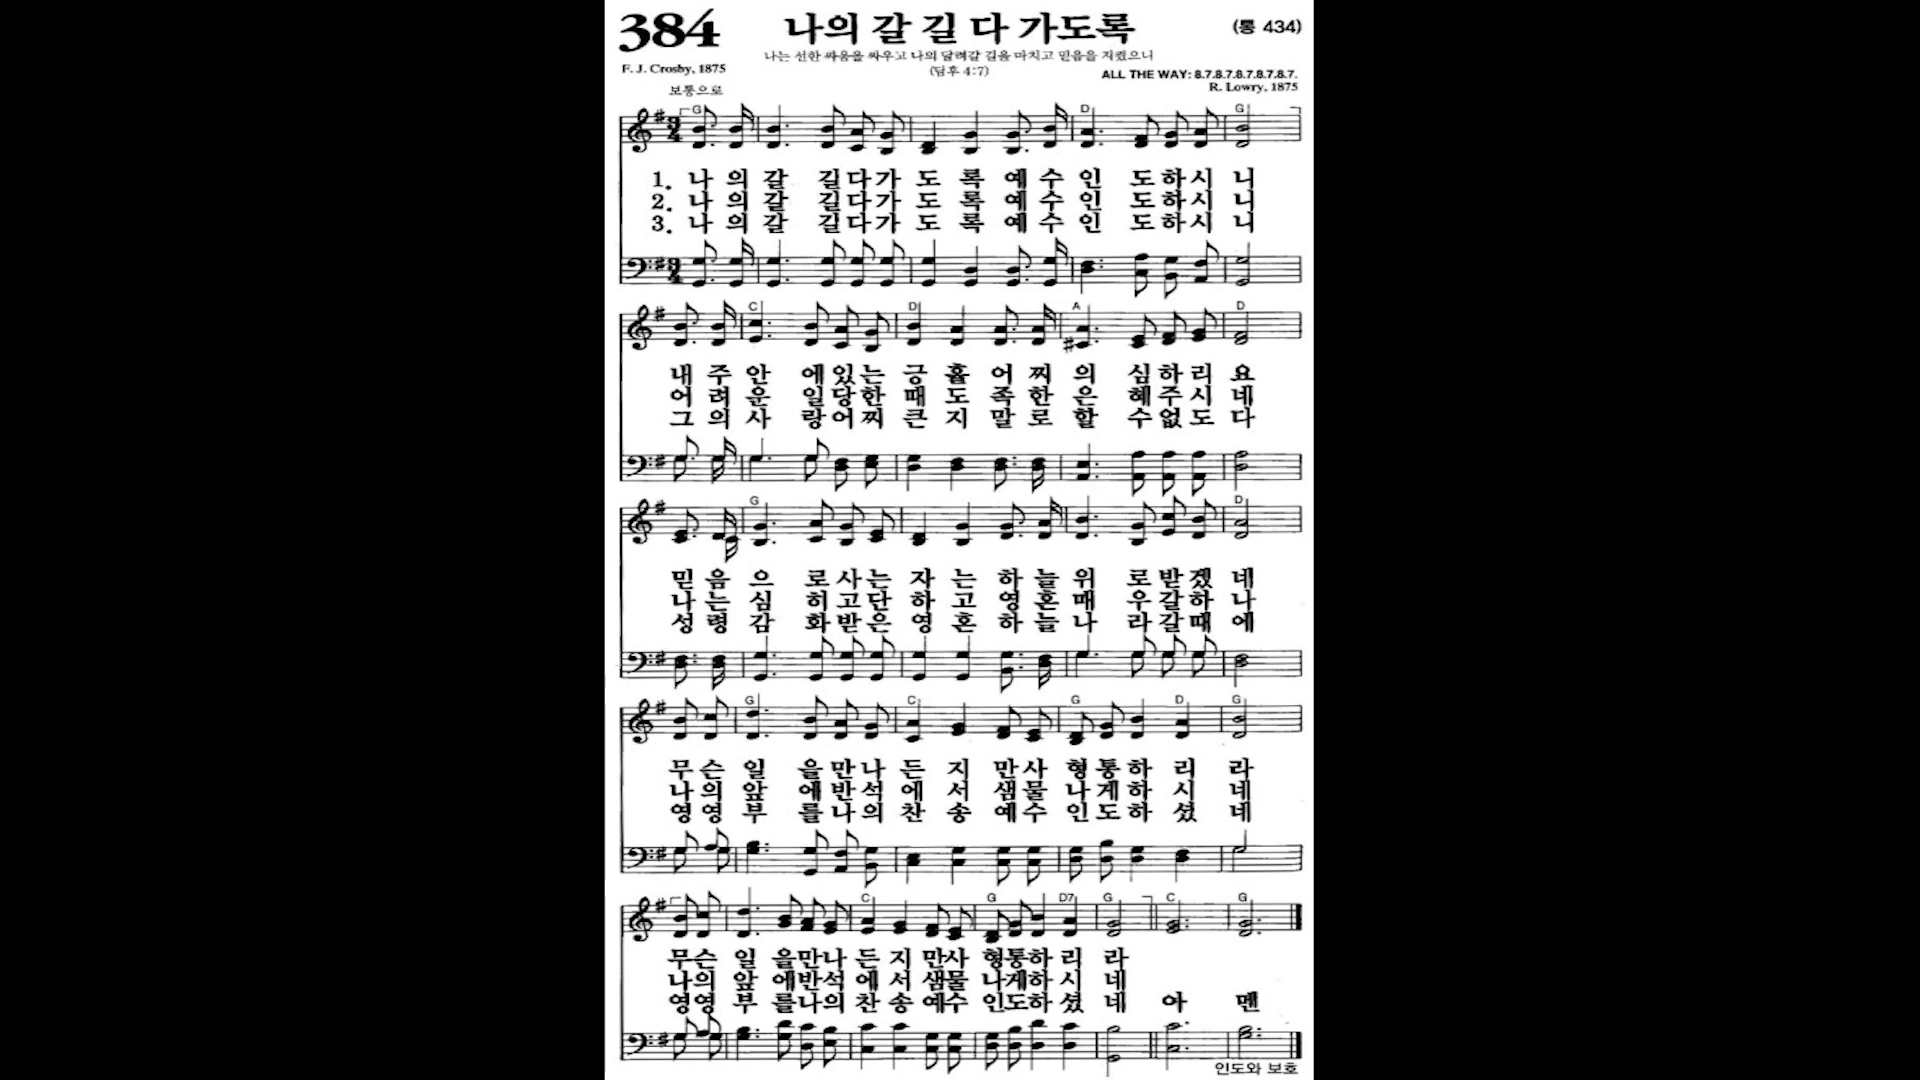 384 나의 갈 길 다 가도록 (통 434)
나는 선한 싸움을 싸우고 나의 달려갈 길을 마치고 믿음을 지켰으니
F. J. Crosby, 1875 (딤후 4:7) ALL THE WAY: 8.7.8.7.8.7.8.7.8.7.
보통으로 R. Lowry, 1875
G D G
1. 나의갈 길다가도록예수인 도하시니
2. 나의갈 길다가도록예수인 도하시니
3. 나의갈 길다가도록예수인 도하시니
C D A D
내주안 에있는긍휼어찌의 심하리요
어려운 일당한때도족한은 혜주시네
그의사 랑어찌큰지말로할 수없도다
G D
믿음으 로사는자는하늘위 로받겠네
나는심 히고단하고영혼매 우갈하나
성령감 화받은영혼하늘나 라갈때에
G C G D G
무슨일 을만나든지만사형통하리라
나의앞 에반석에서샘물나게하시네
영영부 를나의찬송예수인도하셨네
C G D7 G C G
무슨일 을만나든지만사형통하리라
나의앞 에반석에서샘물나게하시네
영영부 를나의찬송예수인도하셨네 아멘
인도와 보호